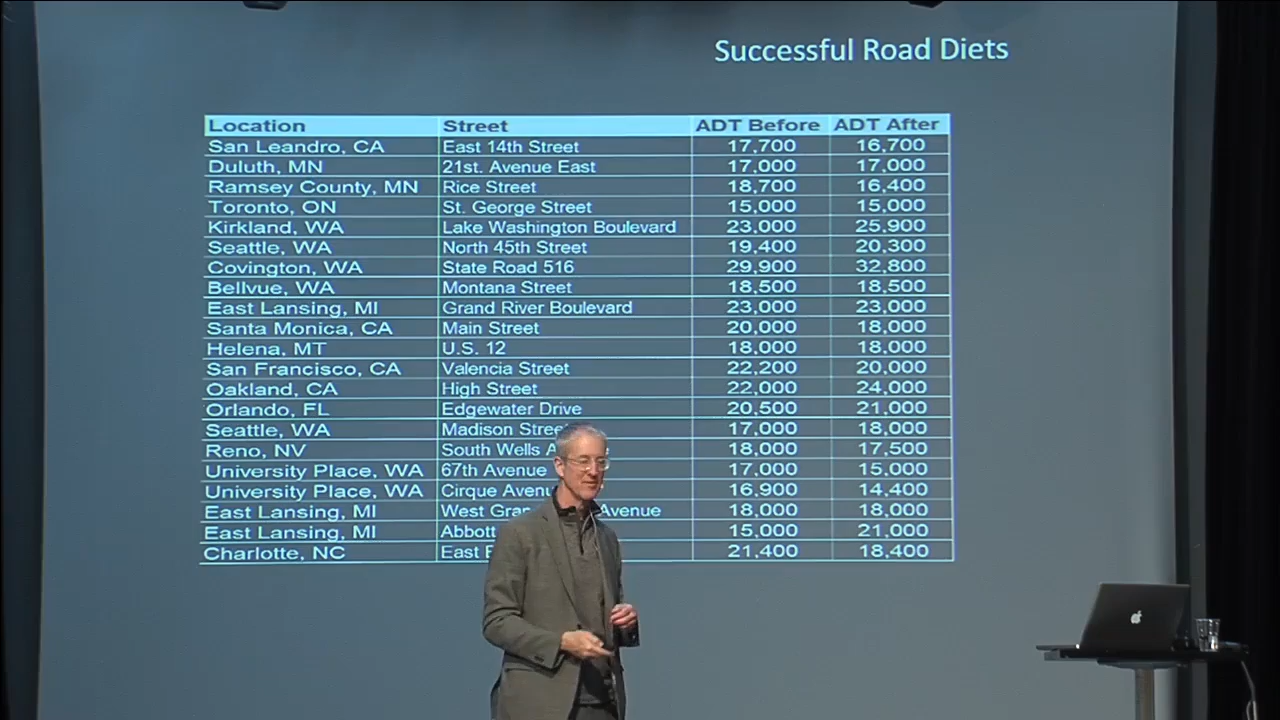 Successful Road Diets
Location Street ADT Before ADT After
San Leandro, CA East 14th Street 17,700 16,700
Duluth, MN 21st. Avenue East 17,000 17,000
Ramsey County, MN Rice Street 18,700 16,400
Toronto, ON St. George Street 15,000 15,000
Kirkland, WA Lake Washington Boulevard 23,000 25,900
Seattle, WA North 45th Street 19,400 20,300
Covington, WA State Road 516 29,900 32,800
Bellvue, WA Montana Street 18,500 18,500
East Lansing, MI Grand River Boulevard 23,000 23,000
Santa Monica, CA Main Street 20,000 18,000
Helena, MT U.S. 12 18,000 18,000
San Francisco, CA Valencia Street 22,200 20,000
Oakland, CA High Street 22,000 24,000
Orlando, FL Edgewater Drive 20,500 21,000
Seattle, WA Madison 17,000 18,000
Reno, NV South Wells 18,000 17,500
University Place, WA 67th Avenue 17,000 15,000
University Place, WA Cirque 16,900 14,400
East Lansing, MI West Avenue 18,000 18,000
East Lansing, MI Abbott 15,000 21,000
Charlotte, NC East 21,400 18,400